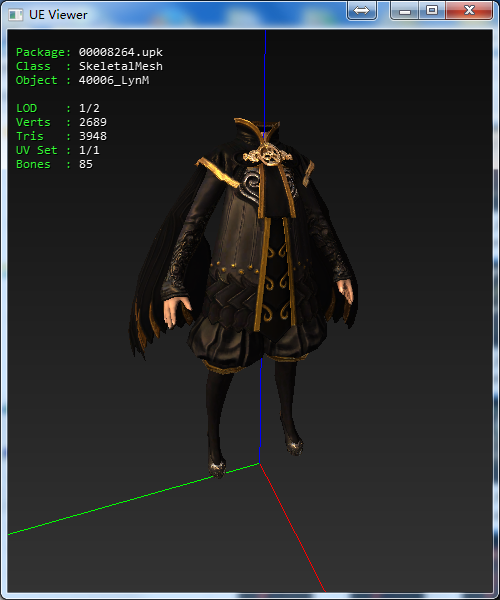 UE Viewer
Package: 00008264.upk
Class : SkeletalMesh
Object : 40006_LynM
LOD : 1/2
Verts : 2689
Tris : 3948
UV Set : 1/1
Bones : 85